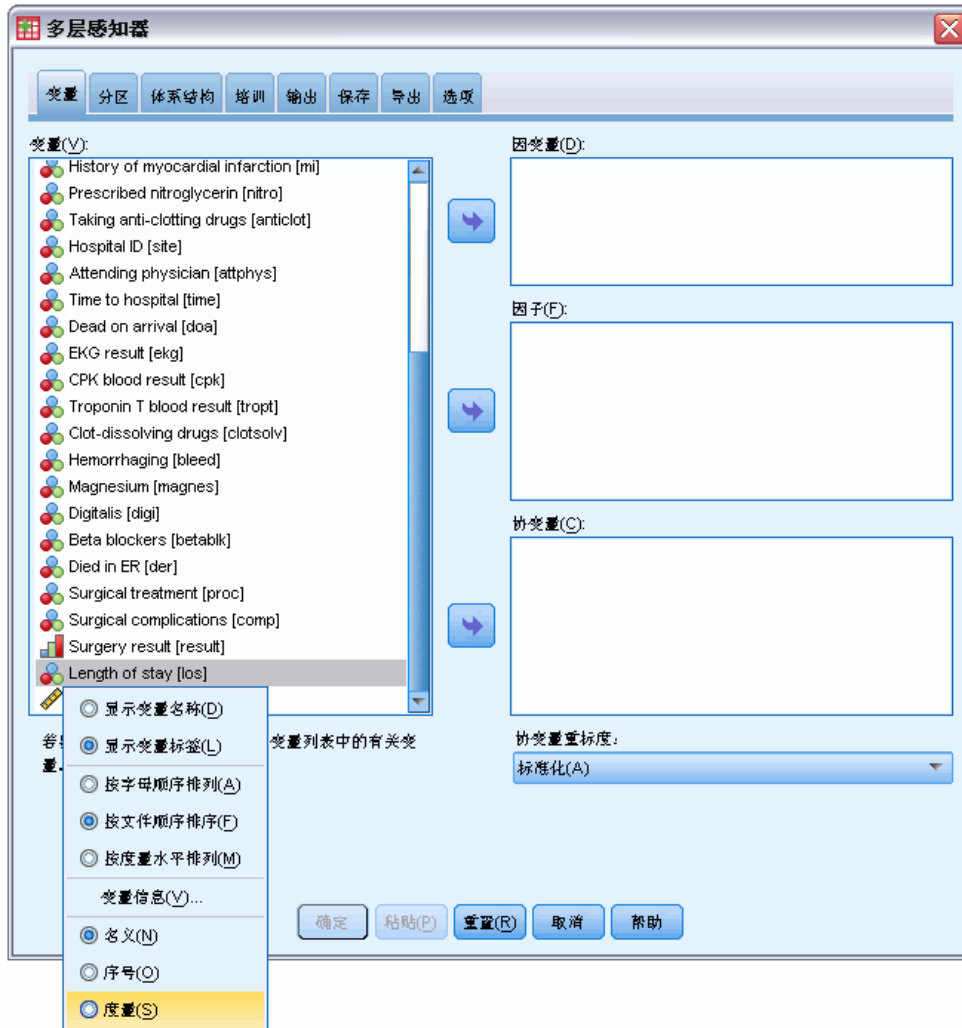 多层感知器
变量 分区 体系结构 培训 输出 保存 导出 选项
变量(V):
History of myocardial infarction [mi]
Prescribed nitroglycerin [nitro]
Taking anti-clotting drugs [anticlot]
Hospital ID [site]
Attending physician [attphys]
Time to hospital [time]
Dead on arrival [doa]
EKG result [ekg]
CPK blood result [cpk]
Troponin T blood result [tropt]
Clot-dissolving drugs [clotsolv]
Hemorrhaging [bleed]
Magnesium [magnes]
Digitalis [digi]
Beta blockers [betablk]
Died in ER [der]
Surgical treatment [proc]
Surgical complications [comp]
Surgery result [result]
Length of stay [los]
变量列表中的有关变
量.
显示变量名称(D)
显示变量标签(L)
按字母顺序排列(A)
按文件顺序排序(F)
按度量水平排列(M)
变量信息(V)...
名义(N)
序号(O)
度量(S)
因变量(D):
因子(F):
协变量(C):
协变量重标度:
标准化(A)
确定 粘贴(P) 重置(R) 取消 帮助